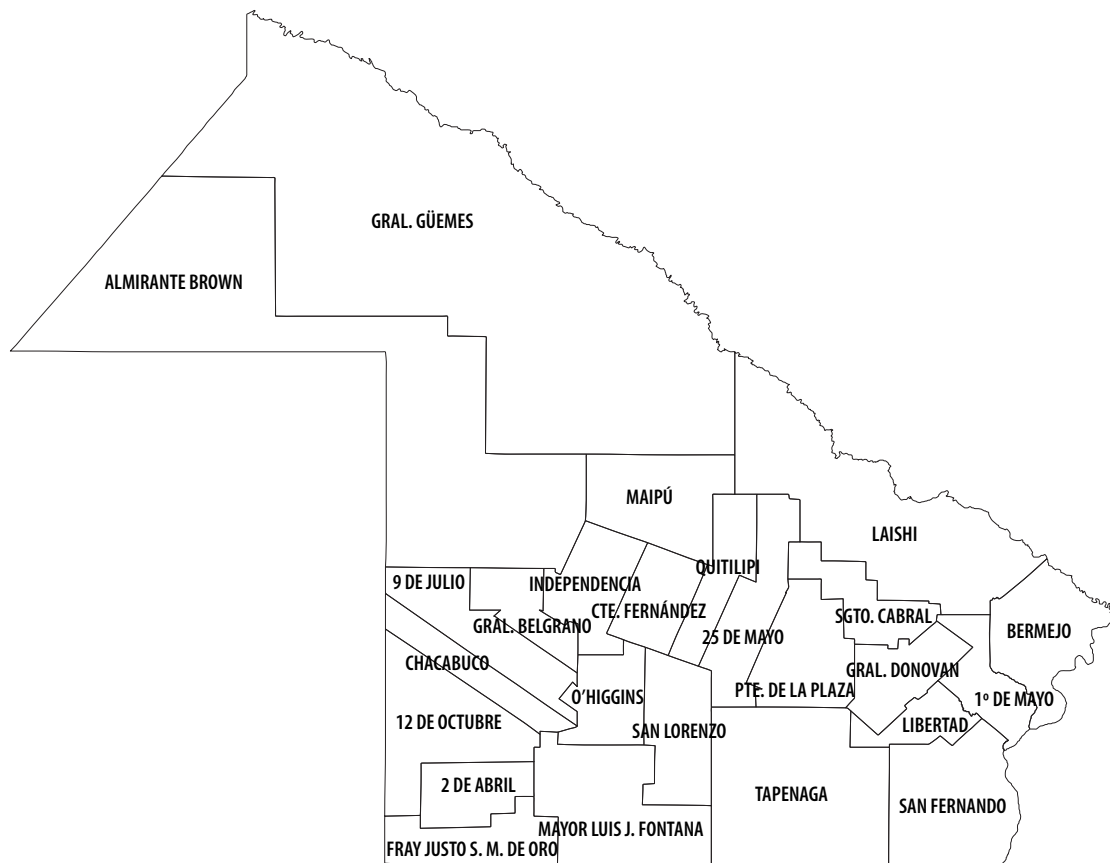 GRAL. GÜEMES
ALMIRANTE BROWN
MAIPÚ
LAISHI
QUITILIPI
9 DE JULIO
INDEPENDENCIA
CTE. FERNÁNDEZ
SGTO. CABRAL
GRAL. BELGRANO
25 DE MAYO
BERMEJO
CHACABUCO
GRAL. DONOVAN
O'HIGGINS
PTE. DE LA PLAZA
1º DE MAYO
12 DE OCTUBRE
SAN LORENZO
LIBERTAD
2 DE ABRIL
TAPENAGA
SAN FERNANDO
MAYOR LUIS J. FONTANA
FRAY JUSTO S. M. DE ORO